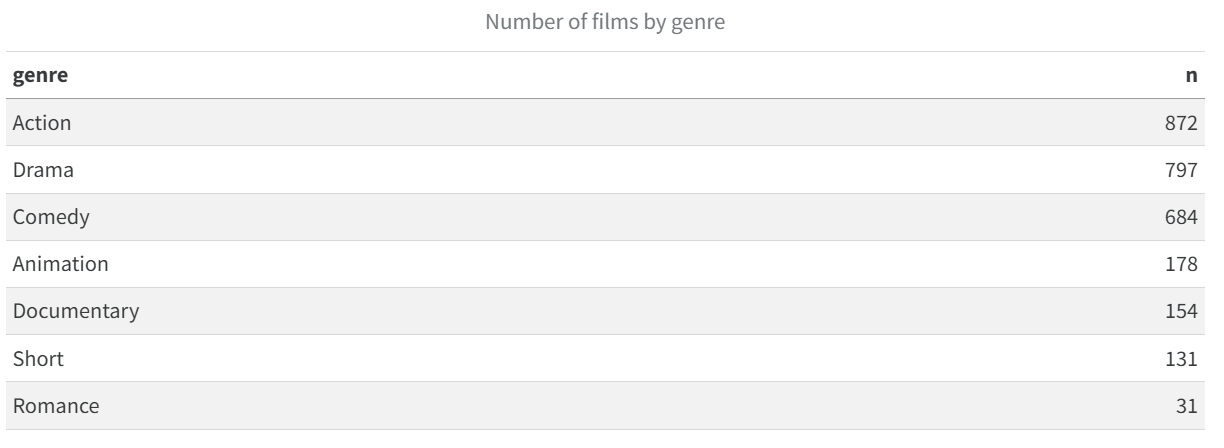 Number of films by genre
genre n
Action 872
Drama 797
Comedy 684
Animation 178
Documentary 154
Short 131
Romance 31